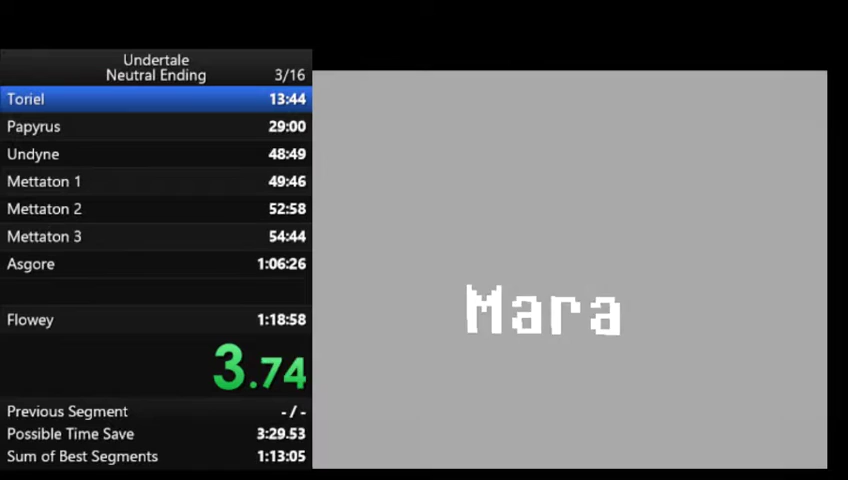 Undertale
Neutral Ending 3/16
Toriel 13:44
Papyrus 29:00
Undyne 48:49
Mettaton 1 49:46
Mettaton 2 52:58
Mettaton 3 54:44
Asgore 1:06:26
Flowey 1:18:58
3.74
Previous Segment - / -
Possible Time Save 3:29.53
Sum of Best Segments 1:13:05
Mara